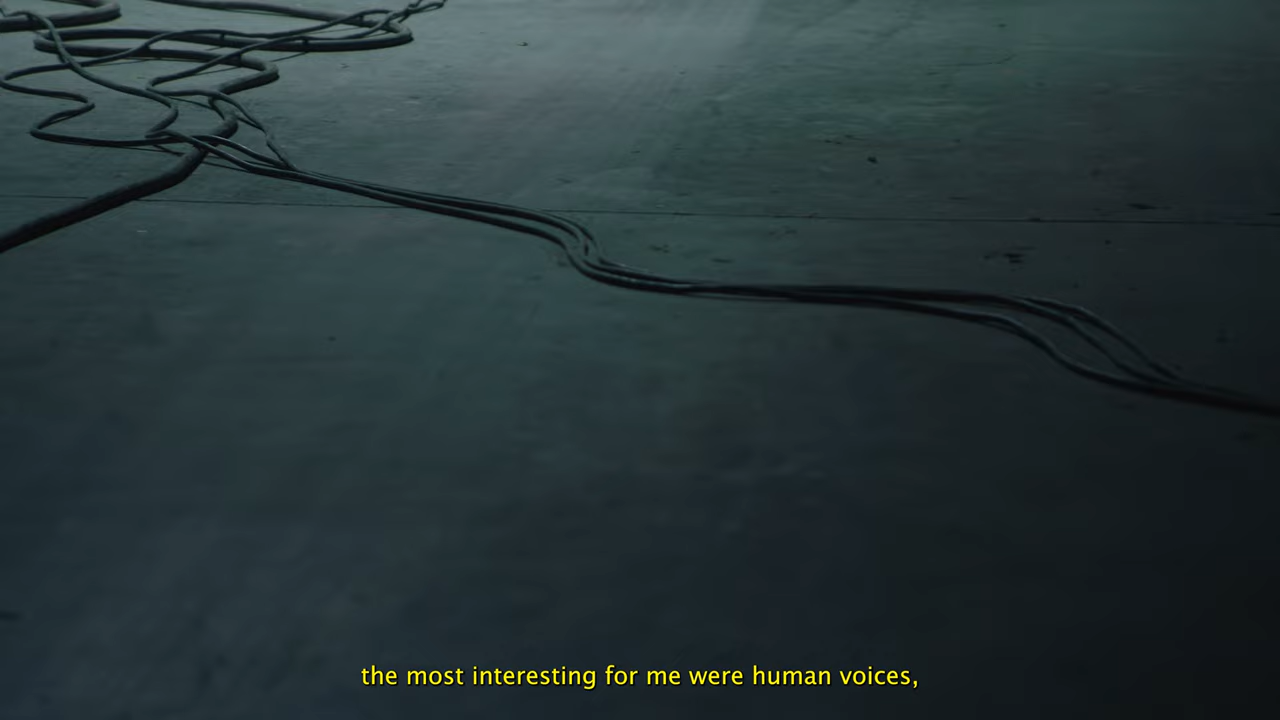 the most interesting for me were human voices,